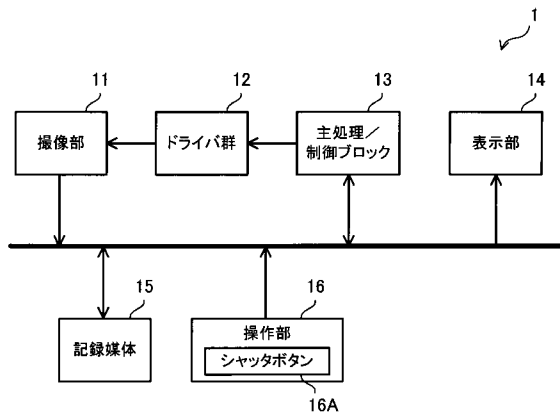 1
11
12
13
14
撮像部
ドライバ群
主処理／
制御ブロック
表示部
15
16
記録媒体
操作部
シャッタボタン
16A